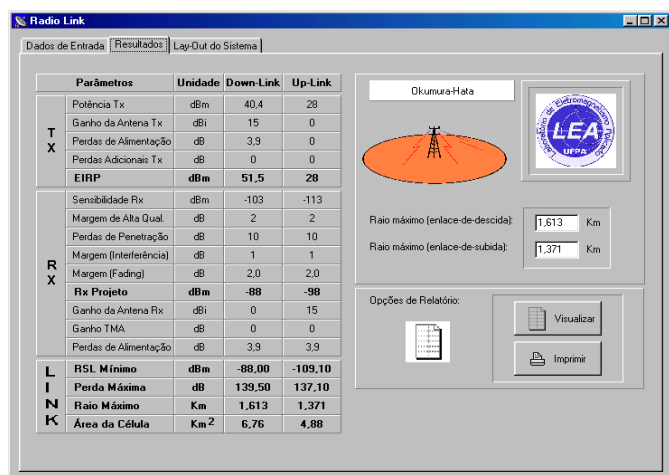 Radio Link
Dados de Entrada Resultados Lay-Out do Sistema
Parâmetros Unidade Down-Link Up-Link
TX
Potência Tx dBm 40,4 28
Ganho da Antena Tx dBi 15 0
Perdas de Alimentação dB 3,9 0
Perdas Adicionais Tx dB 0 0
EIRP dBm 51,5 28
RX
Sensibilidade Rx dBm -103 -113
Margem de Alta Qual. dB 2 2
Perdas de Penetração dB 10 10
Margem (Interferência) dB 1 1
Margem (Fading) dB 2,0 2,0
Rx Projeto dBm -88 -98
Ganho da Antena Rx dBi 0 15
Ganho TMA dB 0 0
Perdas de Alimentação dB 3,9 3,9
LINK
RSL Mínimo dBm -88,00 -109,10
Perda Máxima dB 139,50 137,10
Raio Máximo Km 1,613 1,371
Área da Célula Km2 6,76 4,88
Okumura-Hata
Laboratório de Eletromagnetismo Aplicado
LEA
UFPA
Raio máximo (enlace-de-descida): 1,613 Km
Raio máximo (enlace-de-subida): 1,371 Km
Opções de Relatório:
Visualizar
Imprimir